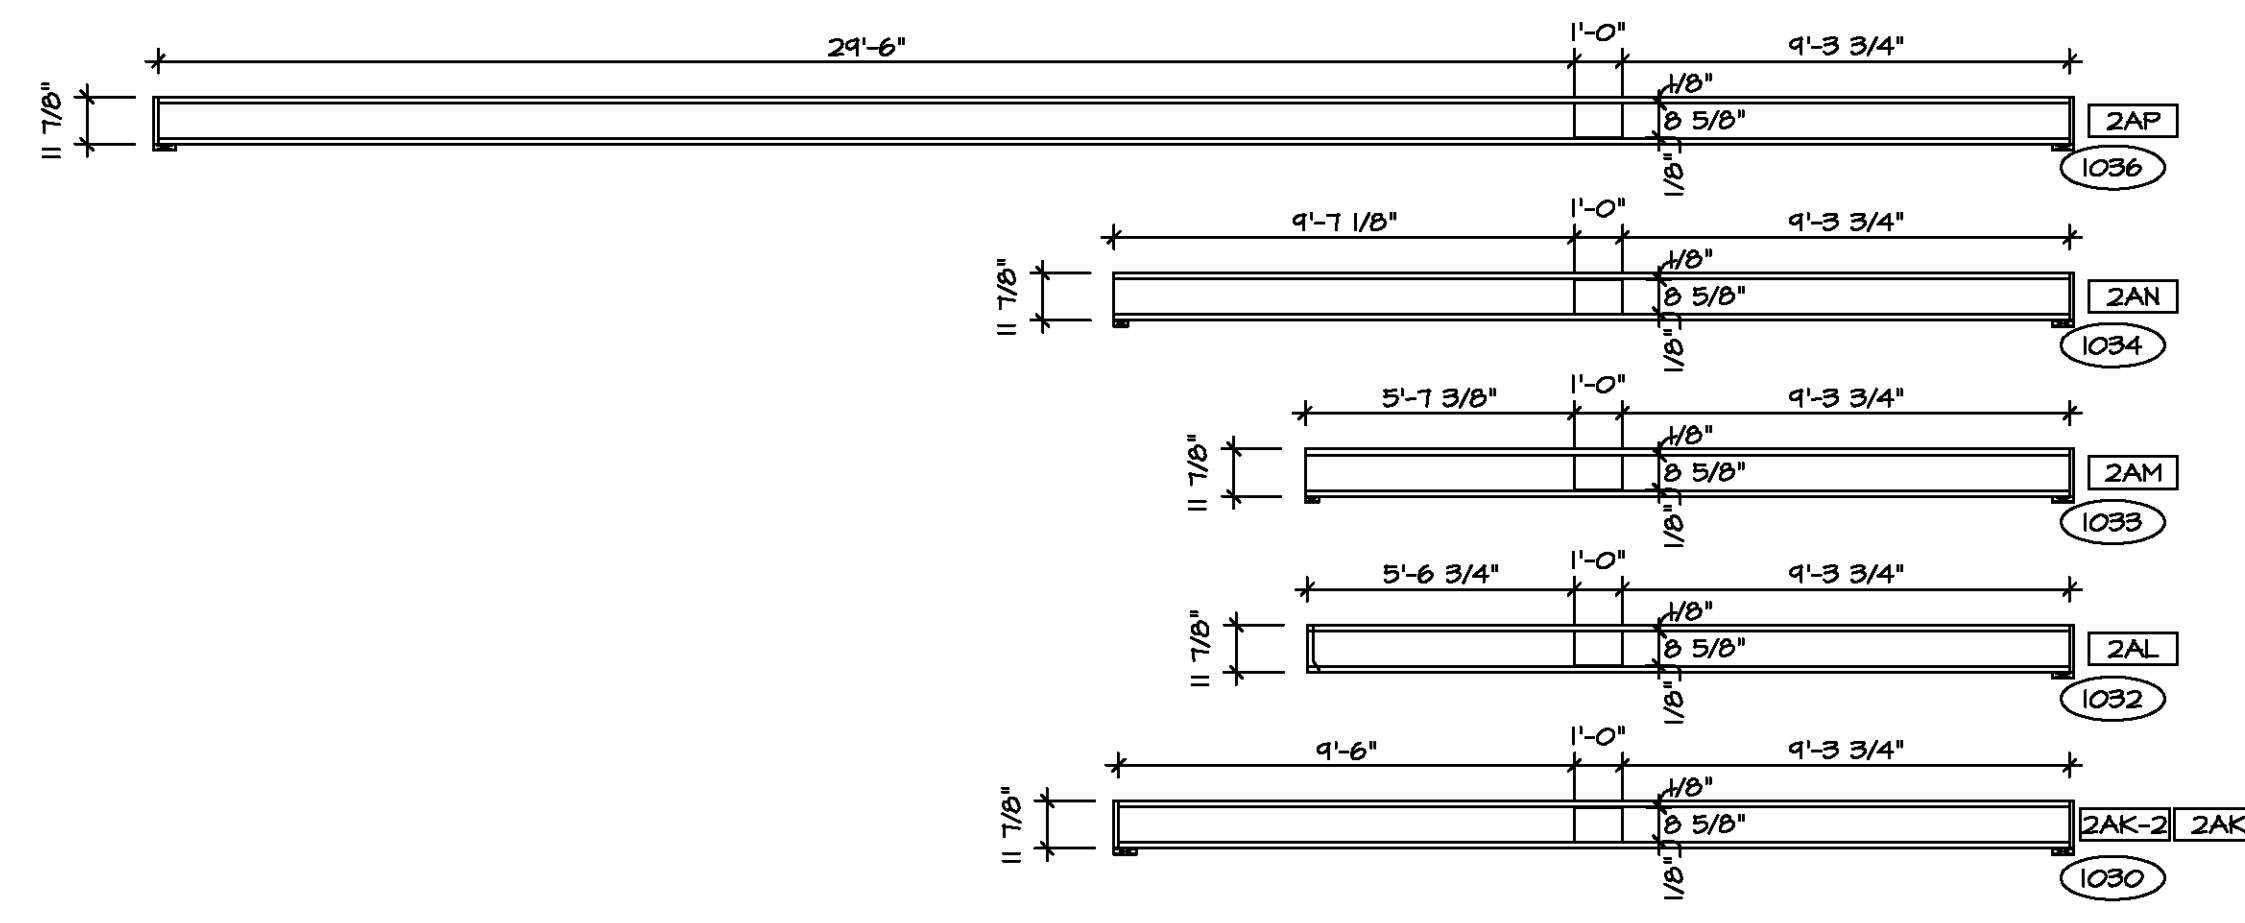 29'-6" 1'-0" 9'-3 3/4"
11 7/8" 1/8"
8 5/8" 2AP
1/8" 1036
9'-7 1/8" 1'-0" 9'-3 3/4"
11 7/8" 1/8"
8 5/8" 2AN
1/8" 1034
5'-7 3/8" 1'-0" 9'-3 3/4"
11 7/8" 1/8"
8 5/8" 2AM
1/8" 1033
5'-6 3/4" 1'-0" 9'-3 3/4"
11 7/8" 1/8"
8 5/8" 2AL
1/8" 1032
9'-6" 1'-0" 9'-3 3/4"
11 7/8" 1/8"
8 5/8" 2AK-2 2AK
1/8" 1030